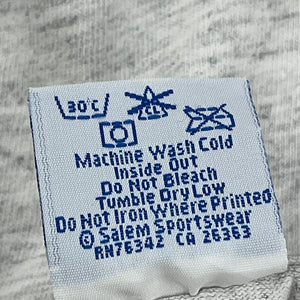 30°C CL
Machine Wash Cold
Inside Out
Do Not Bleach
Tumble Dry Low
Do Not Iron Where Printed
© Salem Sportswear
RN76342 CA 26363